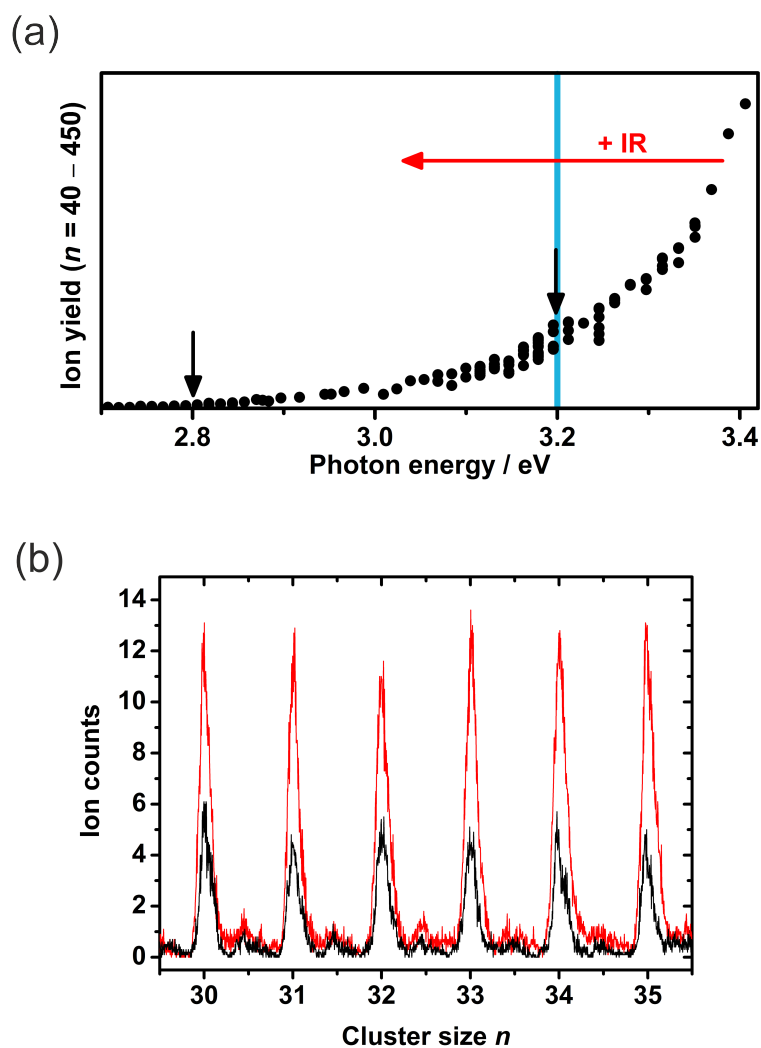 (a)
Ion yield (n = 40 – 450)
+ IR
2.8 3.0 3.2 3.4
Photon energy / eV
(b)
Ion counts
14
12
10
8
6
4
2
0
30 31 32 33 34 35
Cluster size n